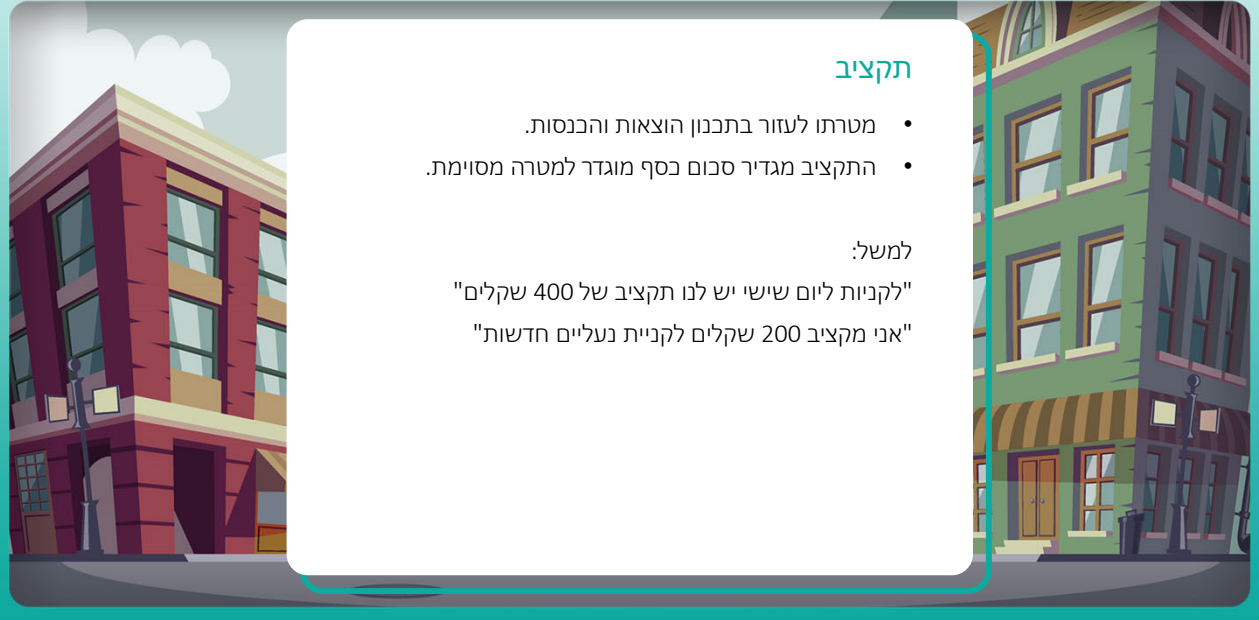 תקציב
• מטרתו לעזור בתכנון הוצאות והכנסות.
• התקציב מגדיר סכום כסף מוגדר למטרה מסוימת.
למשל:
"לקניות ליום שישי יש לנו תקציב של 400 שקלים"
"אני מקציב 200 שקלים לקניית נעליים חדשות"